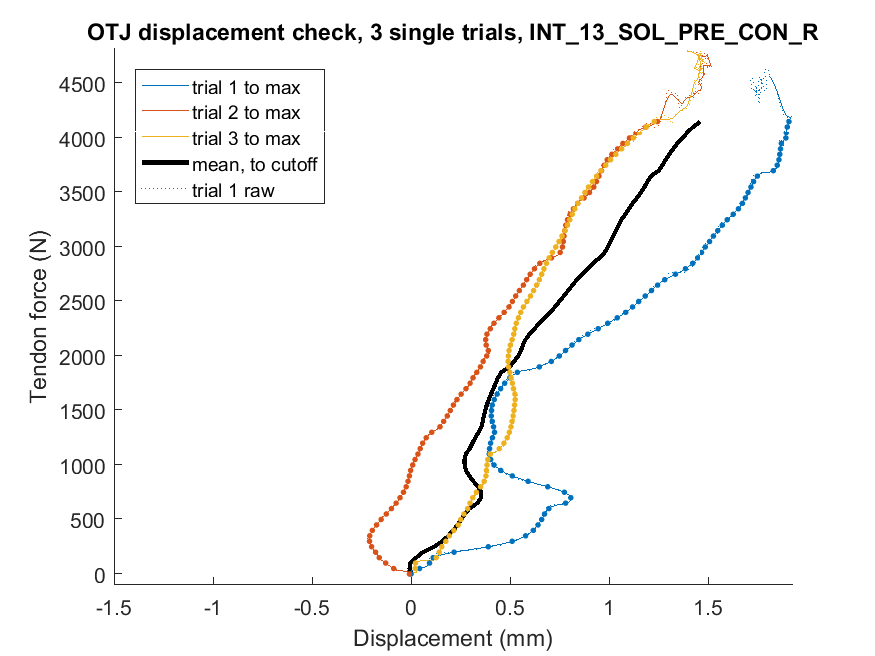 OTJ displacement check, 3 single trials, INT_13_SOL_PRE_CON_R
trial 1 to max
trial 2 to max
trial 3 to max
mean, to cutoff
trial 1 raw
Tendon force (N)
4500
4000
3500
3000
2500
2000
1500
1000
500
0
-1.5
-1
-0.5
0
0.5
1
1.5
Displacement (mm)